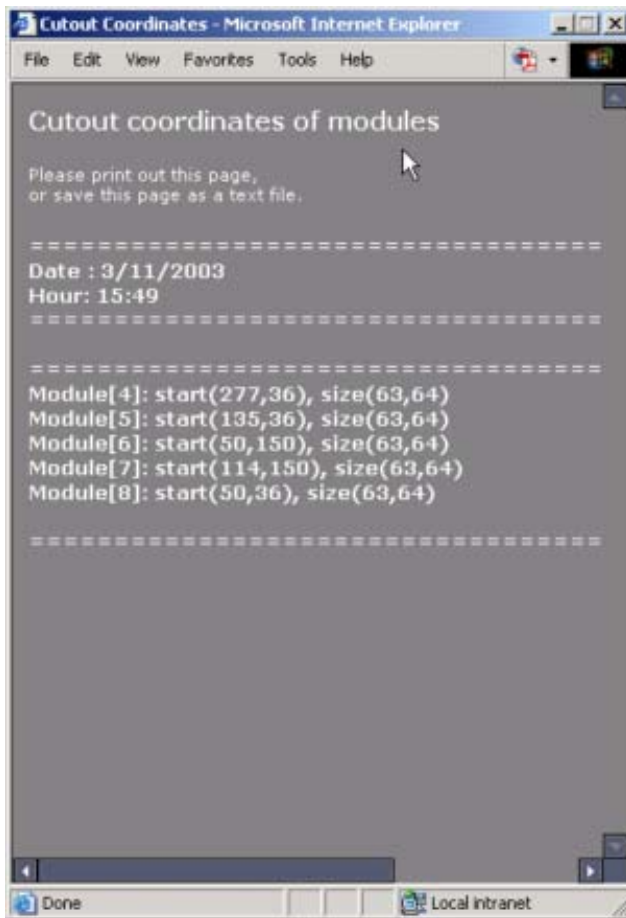 Cutout Coordinates - Microsoft Internet Explorer
File Edit View Favorites Tools Help
Cutout coordinates of modules
Please print out this page,
or save this page as a text file.
==================================
Date : 3/11/2003
Hour: 15:49
==================================
==================================
Module[4]: start(277,36), size(63,64)
Module[5]: start(135,36), size(63,64)
Module[6]: start(50,150), size(63,64)
Module[7]: start(114,150), size(63,64)
Module[8]: start(50,36), size(63,64)
==================================
Done
Local intranet